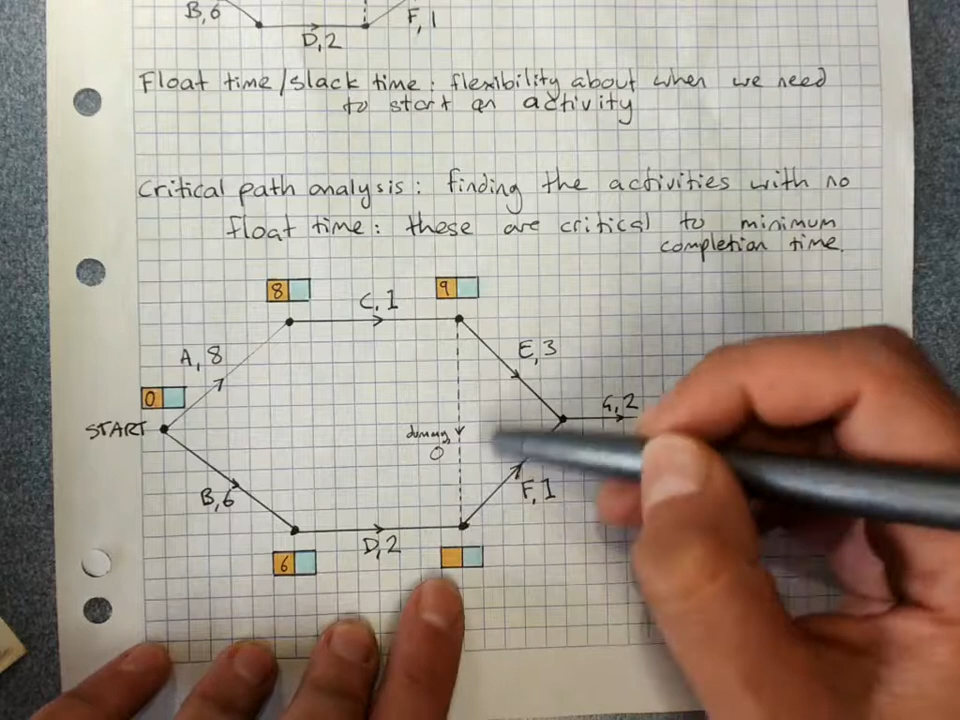 B,6
D,2
F,1
Float time/slack time: flexibility about when we need
to start an activity
Critical path analysis: finding the activities with no
float time: these are critical to minimum
completion time.
8
C,1
9
A,8
E,3
0
G,2
START
dummy,
0
B,6
F,1
D,2
6